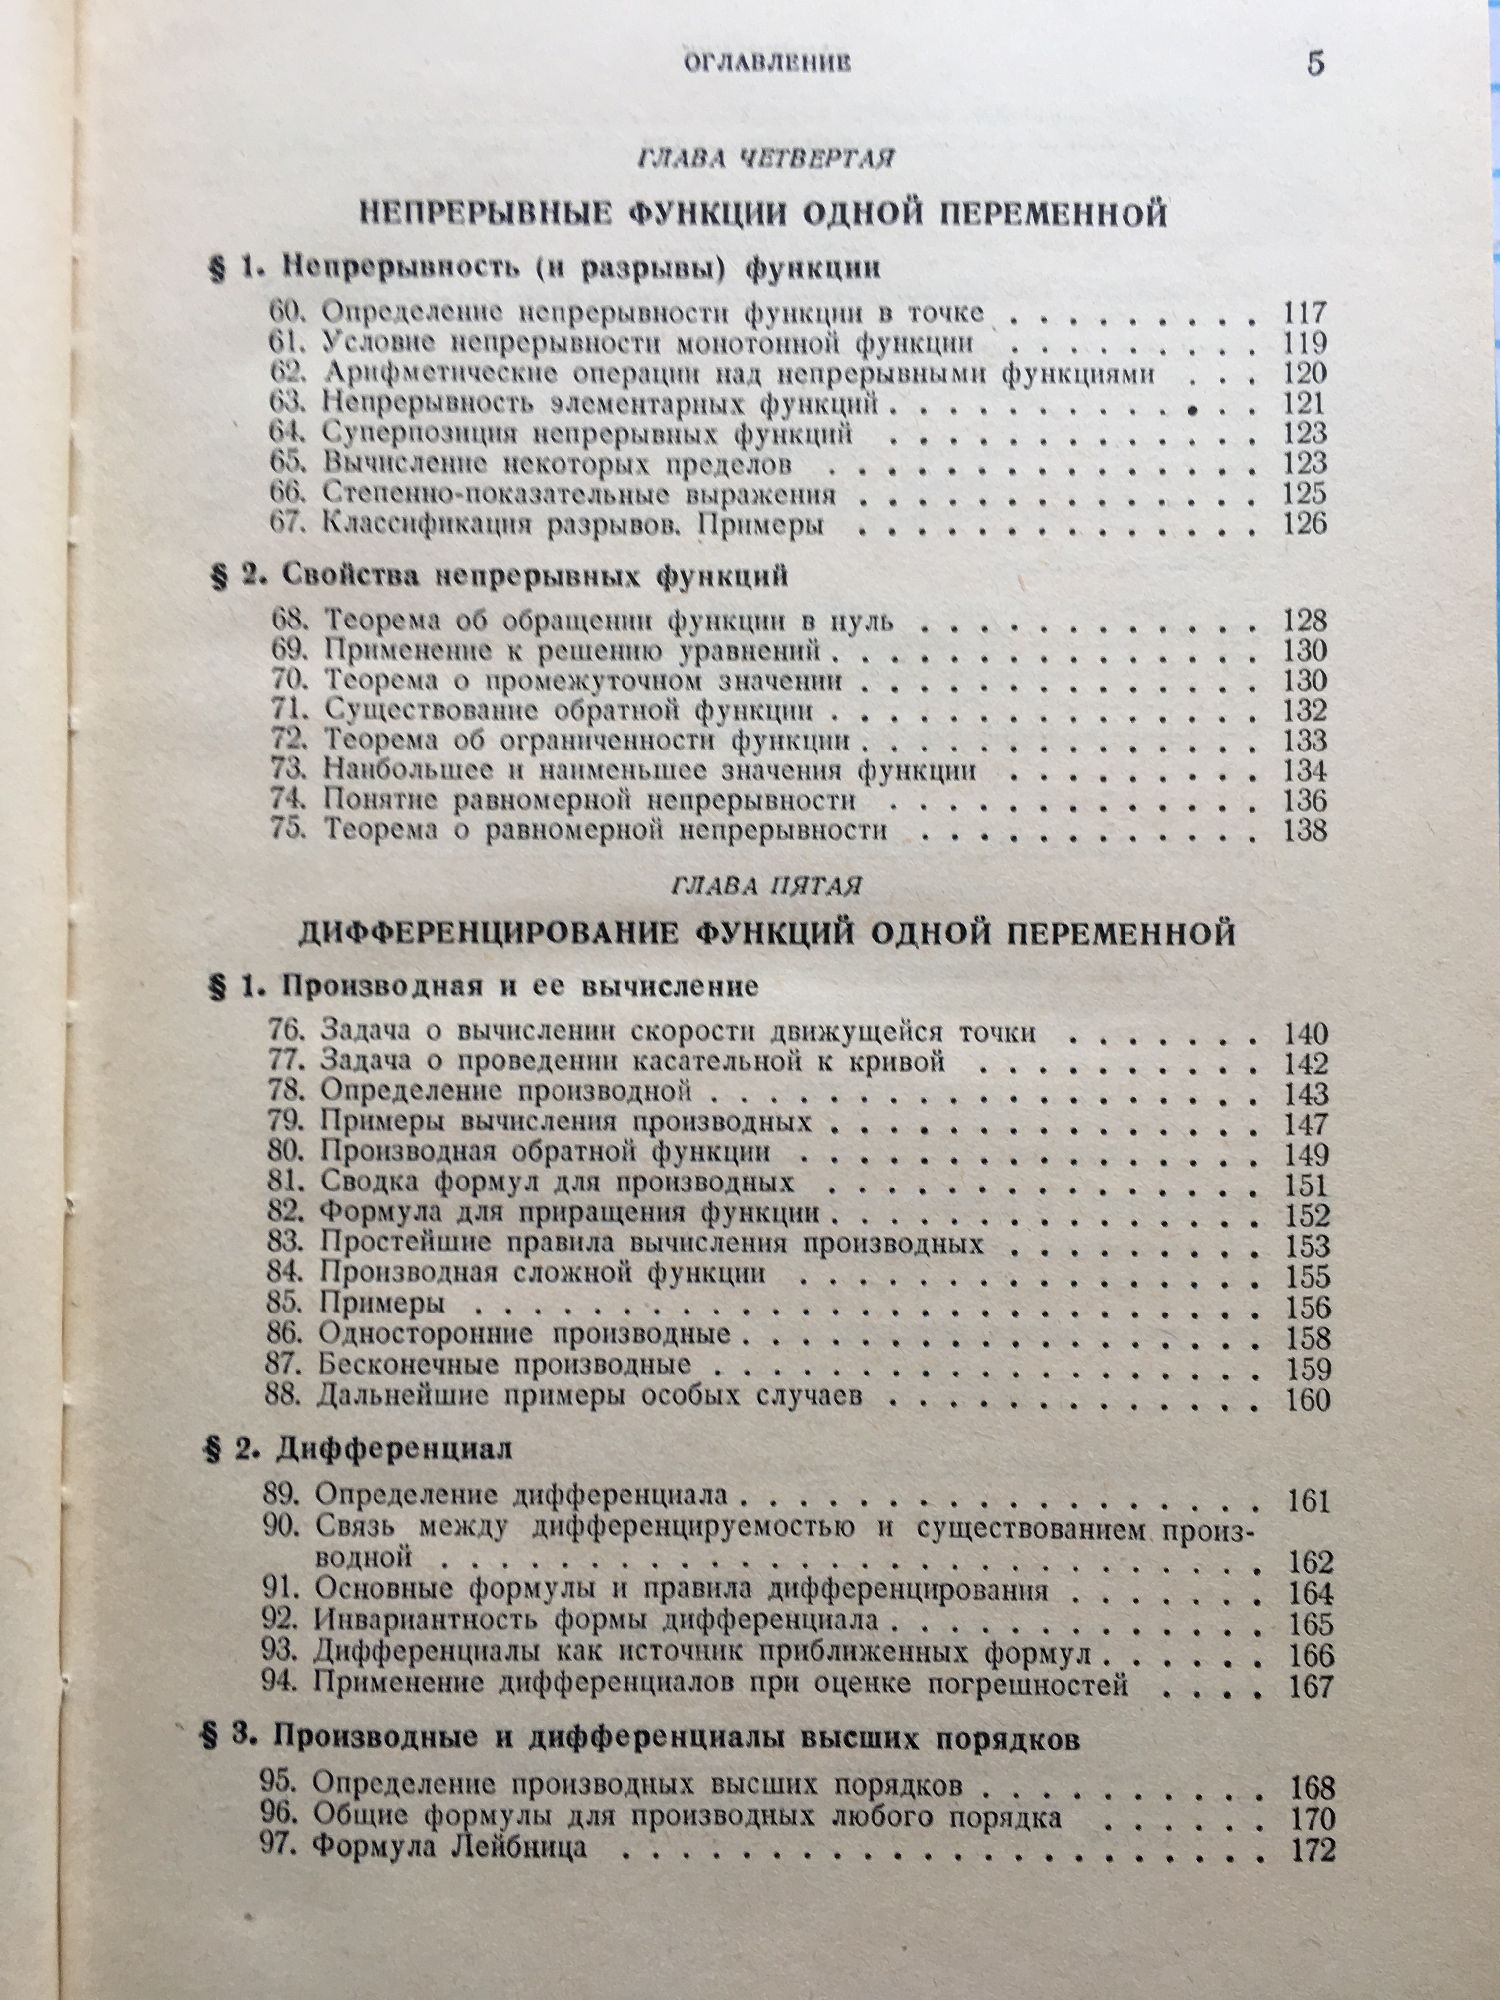 ОГЛАВЛЕНИЕ 5
ГЛАВА ЧЕТВЕРТАЯ
НЕПРЕРЫВНЫЕ ФУНКЦИИ ОДНОЙ ПЕРЕМЕННОЙ
§ 1. Непрерывность (и разрывы) функции
60. Определение непрерывности функции в точке . . . . . . . . . 117
61. Условие непрерывности монотонной функции . . . . . . . . . 119
62. Арифметические операции над непрерывными функциями . . . 120
63. Непрерывность элементарных функций . . . . . . . . . . . . . 121
64. Суперпозиция непрерывных функций . . . . . . . . . . . . . 123
65. Вычисление некоторых пределов . . . . . . . . . . . . . . . 123
66. Степенно-показательные выражения . . . . . . . . . . . . . . 125
67. Классификация разрывов. Примеры . . . . . . . . . . . . . . 126
§ 2. Свойства непрерывных функций
68. Теорема об обращении функции в нуль . . . . . . . . . . . . 128
69. Применение к решению уравнений . . . . . . . . . . . . . . . 130
70. Теорема о промежуточном значении . . . . . . . . . . . . . . 130
71. Существование обратной функции . . . . . . . . . . . . . . . 132
72. Теорема об ограниченности функции . . . . . . . . . . . . . . 133
73. Наибольшее и наименьшее значения функции . . . . . . . . . 134
74. Понятие равномерной непрерывности . . . . . . . . . . . . . 136
75. Теорема о равномерной непрерывности . . . . . . . . . . . . 138
ГЛАВА ПЯТАЯ
ДИФФЕРЕНЦИРОВАНИЕ ФУНКЦИЙ ОДНОЙ ПЕРЕМЕННОЙ
§ 1. Производная и ее вычисление
76. Задача о вычислении скорости движущейся точки . . . . . . . 140
77. Задача о проведении касательной к кривой . . . . . . . . . . 142
78. Определение производной . . . . . . . . . . . . . . . . . . . 143
79. Примеры вычисления производных . . . . . . . . . . . . . . . 147
80. Производная обратной функции . . . . . . . . . . . . . . . . 149
81. Сводка формул для производных . . . . . . . . . . . . . . . 151
82. Формула для приращения функции . . . . . . . . . . . . . . . 152
83. Простейшие правила вычисления производных . . . . . . . . . 153
84. Производная сложной функции . . . . . . . . . . . . . . . . 155
85. Примеры . . . . . . . . . . . . . . . . . . . . . . . . . . . 156
86. Односторонние производные . . . . . . . . . . . . . . . . . . 158
87. Бесконечные производные . . . . . . . . . . . . . . . . . . . 159
88. Дальнейшие примеры особых случаев . . . . . . . . . . . . . 160
§ 2. Дифференциал
89. Определение дифференциала . . . . . . . . . . . . . . . . . . 161
90. Связь между дифференцируемостью и существованием произ-
водной . . . . . . . . . . . . . . . . . . . . . . . . . . . . 162
91. Основные формулы и правила дифференцирования . . . . . . . 164
92. Инвариантность формы дифференциала . . . . . . . . . . . . . 165
93. Дифференциалы как источник приближенных формул . . . . . . 166
94. Применение дифференциалов при оценке погрешностей . . . . 167
§ 3. Производные и дифференциалы высших порядков
95. Определение производных высших порядков . . . . . . . . . . 168
96. Общие формулы для производных любого порядка . . . . . . 170
97. Формула Лейбница . . . . . . . . . . . . . . . . . . . . . . 172